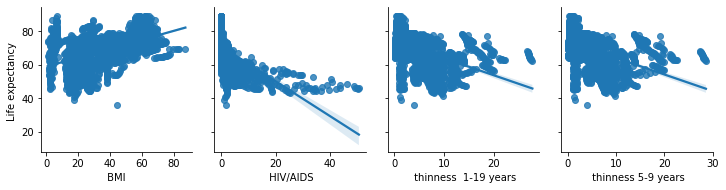 Life expectancy
80
60
40
20
0 20 40 60 80
BMI
0 20 40
HIV/AIDS
0 10 20
thinness  1-19 years
0 10 20 30
thinness 5-9 years